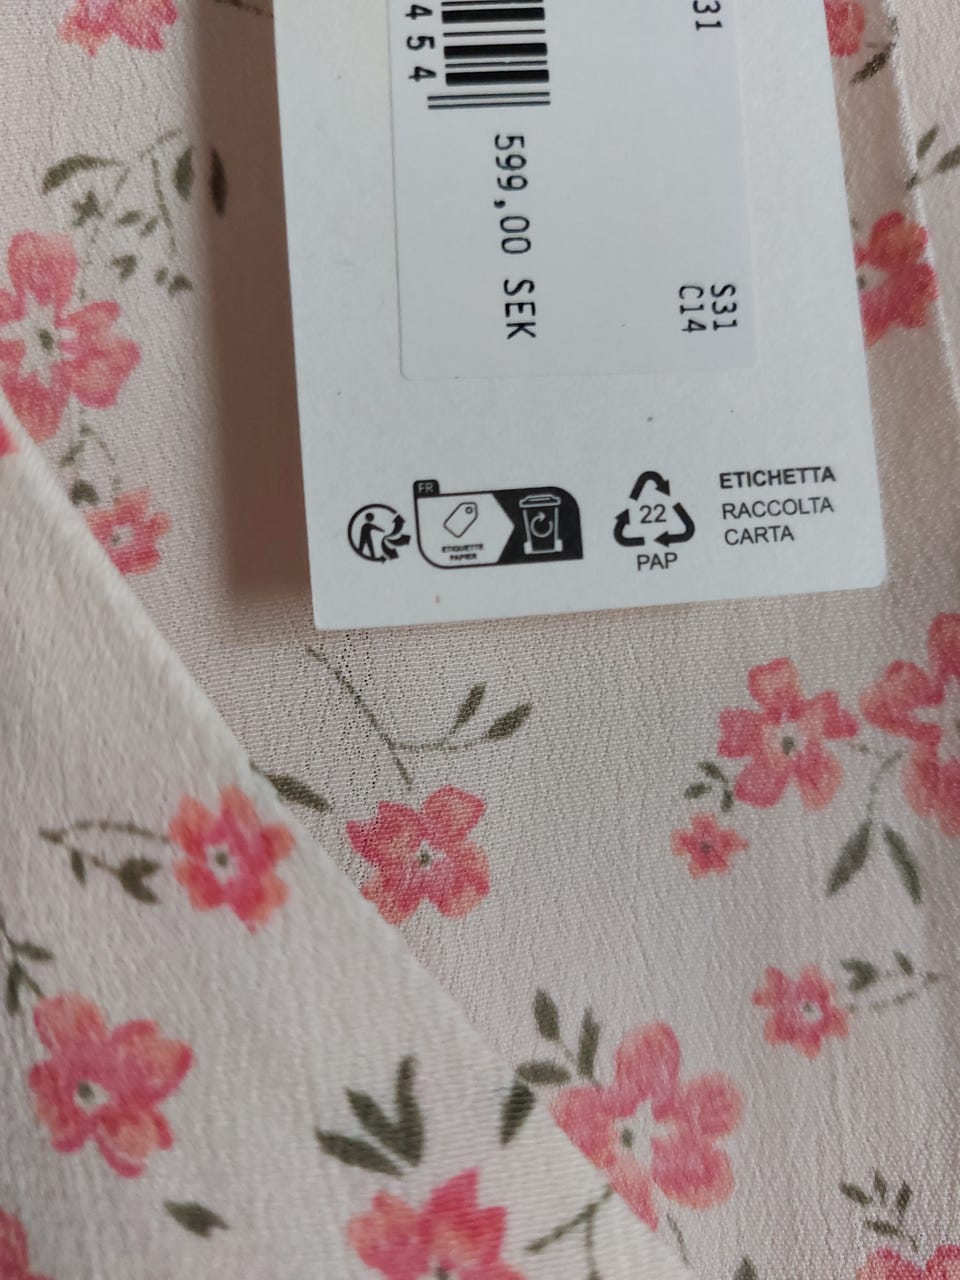 31
454
599,00 SEK
S31
C14
FR
ETIQUETTE
PAPIER
22
PAP
ETICHETTA
RACCOLTA
CARTA